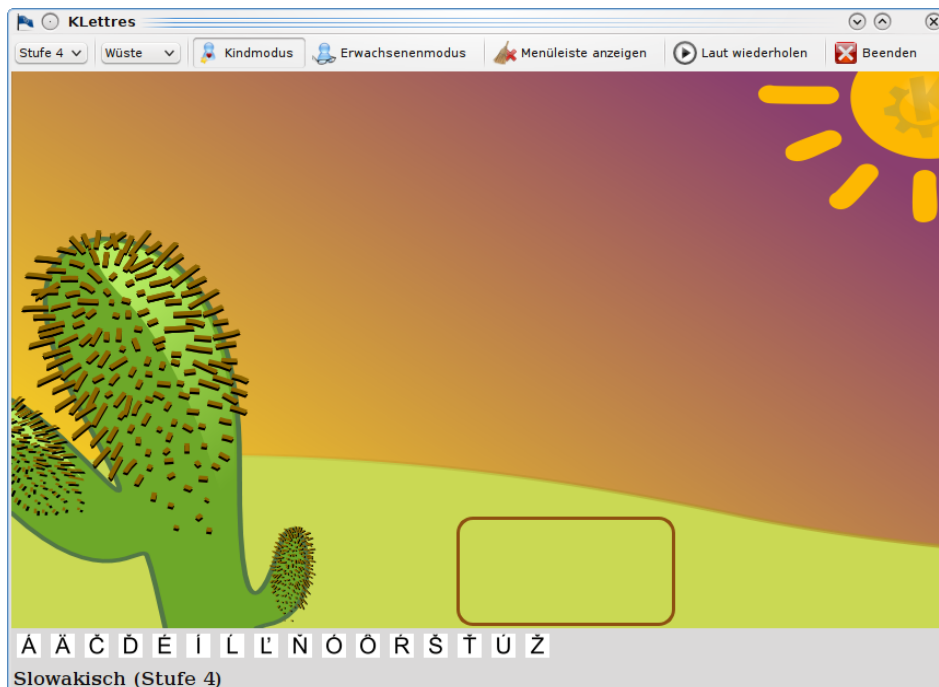 KLettres
Stufe 4 Wüste Kindmodus Erwachsenenmodus Menüleiste anzeigen Laut wiederholen Beenden
Á Ä Č Ď É Í Ĺ Ľ Ň Ó Ô Ŕ Š Ť Ú Ž
Slowakisch (Stufe 4)